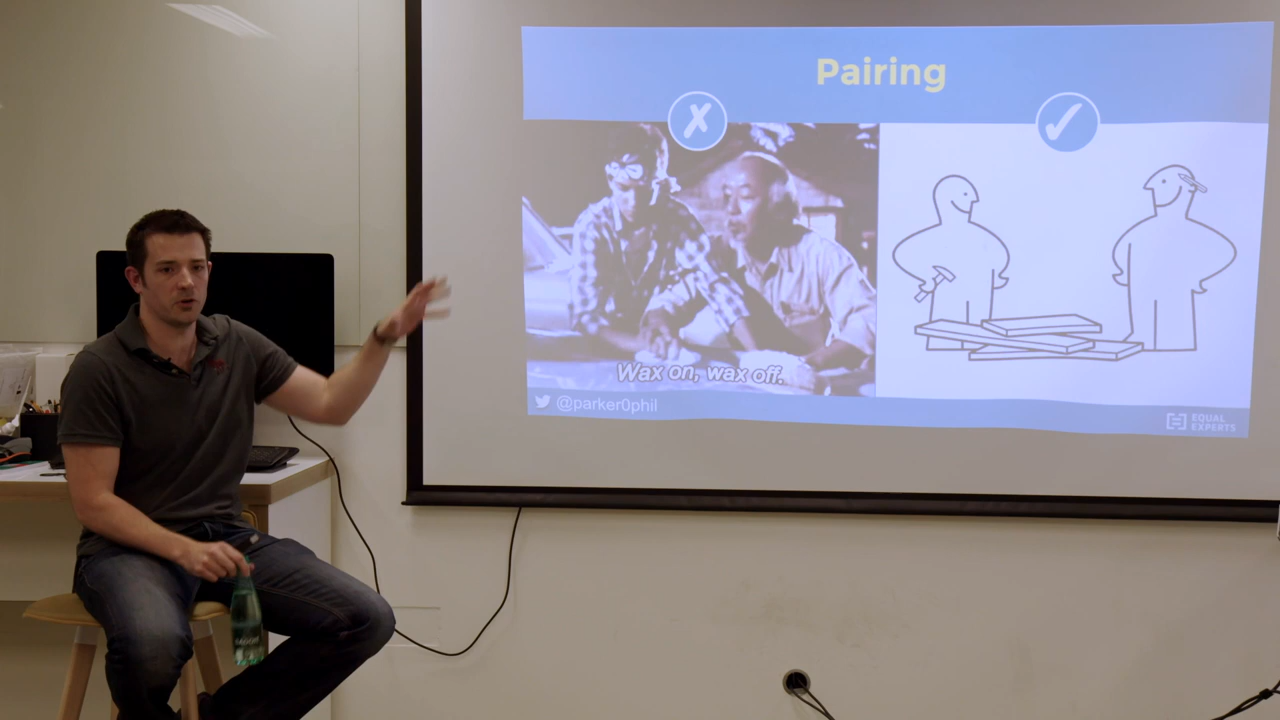 Pairing
Wax on, wax off.
@parker0phil
EQUAL
EXPERTS